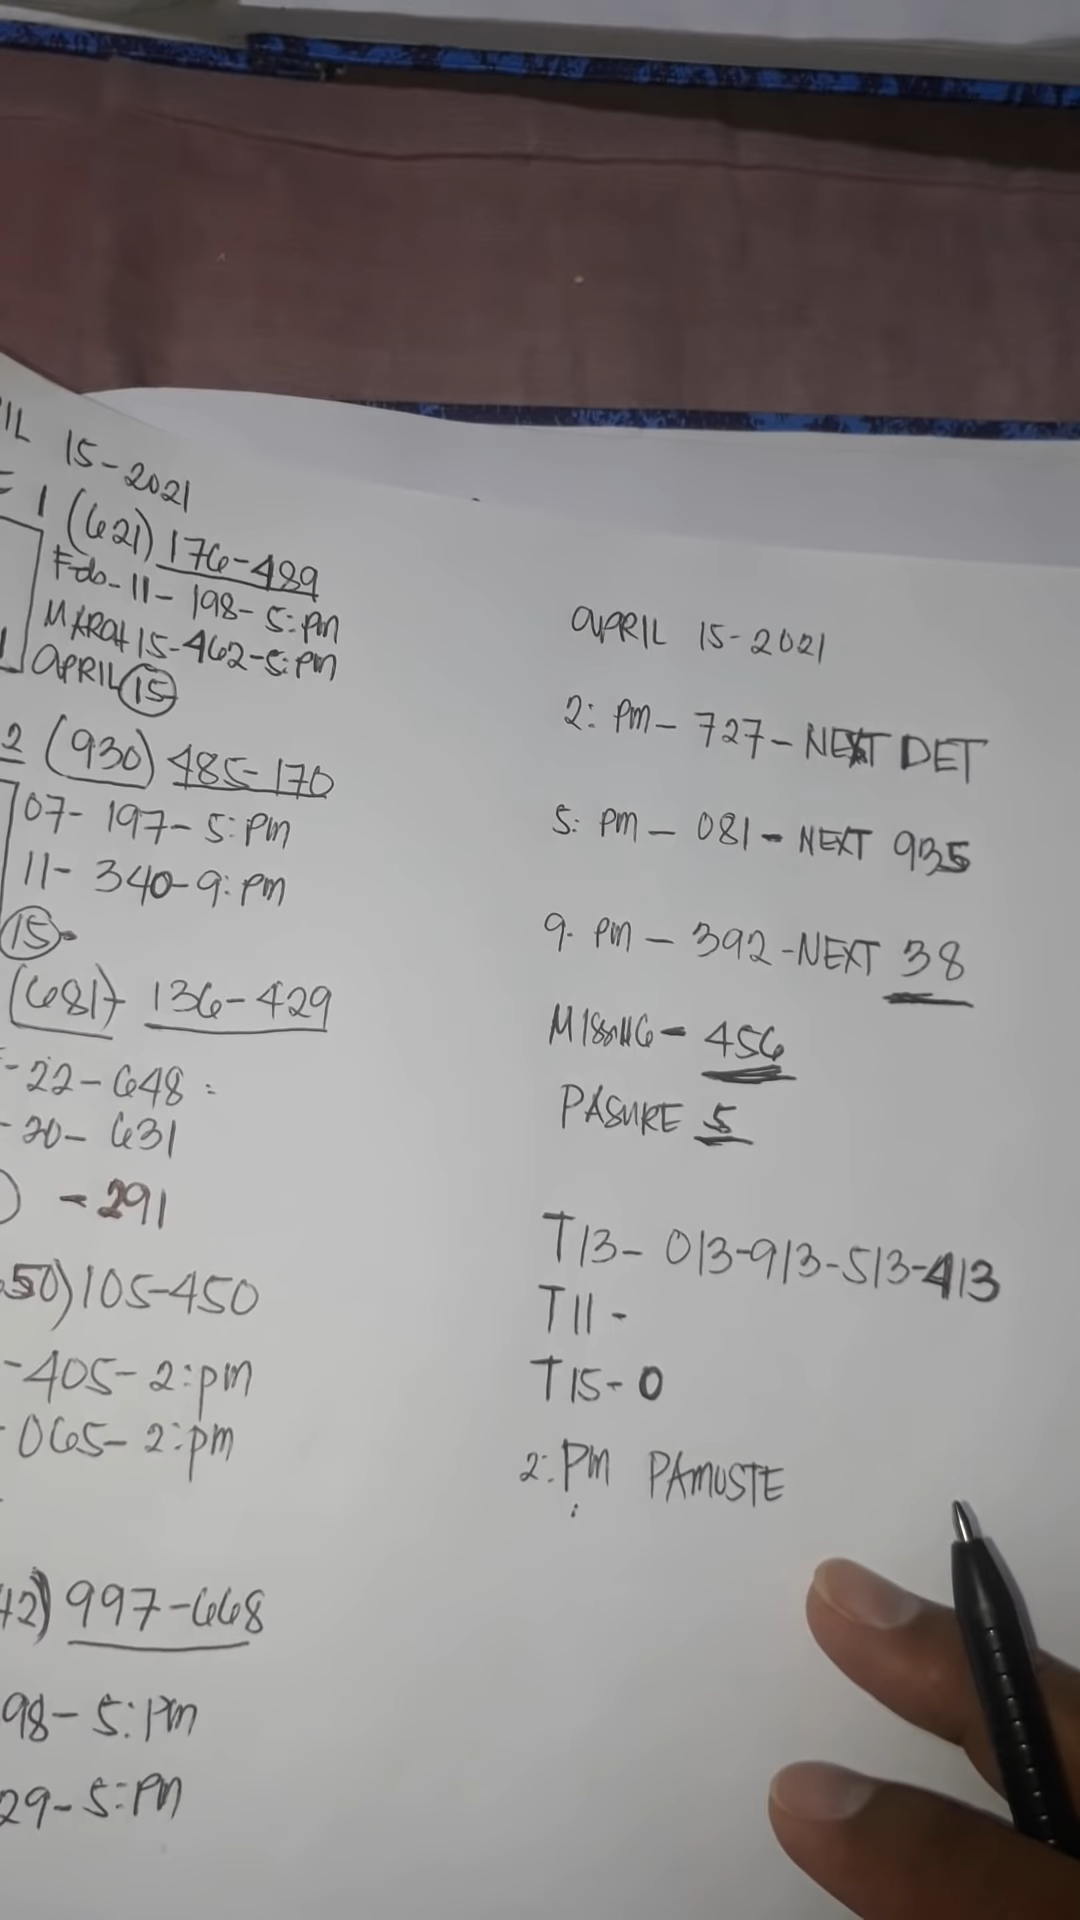 IL 15-2021
= 1 (621) 176-489
Feb-11- 198- 5:pm
MARCH 15-462-5:pm
APRIL 15
2 (930) 485-170
07- 197- 5:pm
11- 340-9:pm
15-
(681)- 136-429
-22-648 =
-20- 631
) -291
50) 105-450
-405- 2:pm
- 065- 2:pm
42) 997-668
98- 5:pm
29-5:pm
APRIL 15-2021
2: pm- 727- NEXT DET
5: pm- 081- NEXT 935
9- pm- 392-NEXT 38
MISSING- 456
PASURE 5
T13- 013-913-513-413
T11-
T15- 0
2:pm PAMUSTE